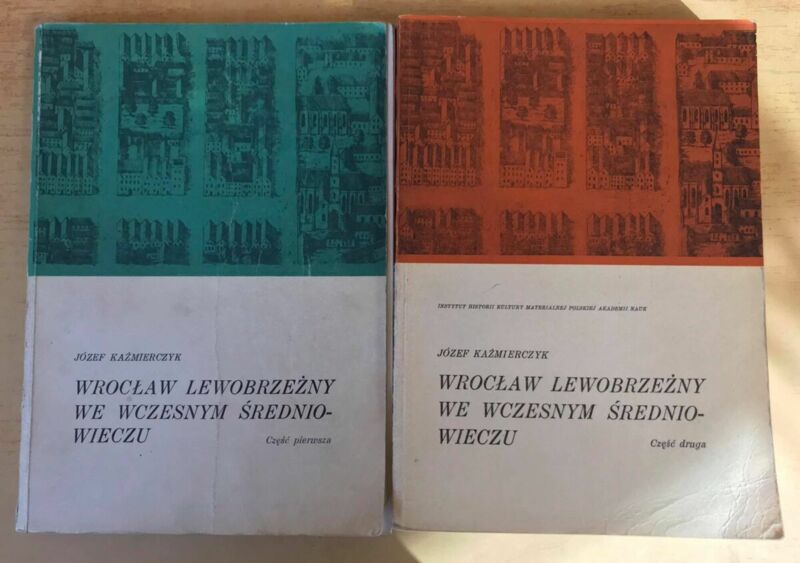 JÓZEF KAŹMIERCZYK
WROCŁAW LEWOBRZEŻNY
WE WCZESNYM ŚREDNIO-
WIECZU
Część pierwsza
INSTYTUT HISTORII KULTURY MATERIALNEJ POLSKIEJ AKADEMII NAUK
JÓZEF KAŹMIERCZYK
WROCŁAW LEWOBRZEŻNY
WE WCZESNYM ŚREDNIO-
WIECZU
Część druga